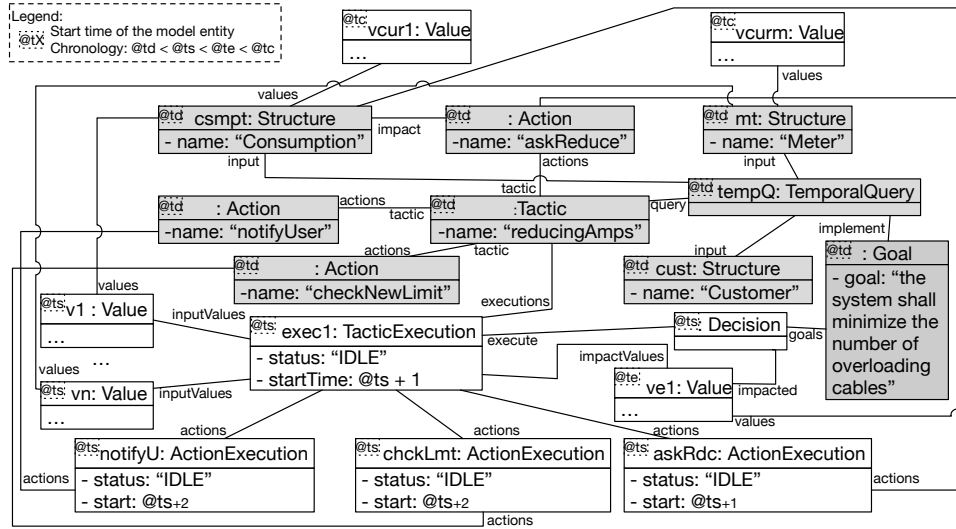 Legend:
@tX Start time of the model entity
Chronology: @td < @ts < @te < @tc
@tc vcur1: Value
...
@tc vcurm: Value
...
values
values
@td csmpt: Structure
- name: “Consumption”
impact
@td : Action
-name: “askReduce”
@td mt: Structure
- name: “Meter”
input
actions
input
tactic
@td tempQ: TemporalQuery
@td : Action
-name: “notifyUser”
actions
tactic
@td :Tactic
-name: “reducingAmps”
query
implement
actions
tactic
input
@td : Action
-name: “checkNewLimit”
@td cust: Structure
- name: “Customer”
@td : Goal
- goal: “the
system shall
minimize the
number of
overloading
cables”
values
executions
@ts v1 : Value
...
inputValues
@ts exec1: TacticExecution
- status: “IDLE”
- startTime: @ts + 1
execute
@ts : Decision
goals
...
values
@ts vn: Value
...
inputValues
impactValues
@te ve1: Value
...
impacted
values
actions
actions
actions
@ts notifyU: ActionExecution
- status: “IDLE”
- start: @ts+2
@ts chckLmt: ActionExecution
- status: “IDLE”
- start: @ts+2
@ts askRdc: ActionExecution
- status: “IDLE”
- start: @ts+1
actions
actions
actions